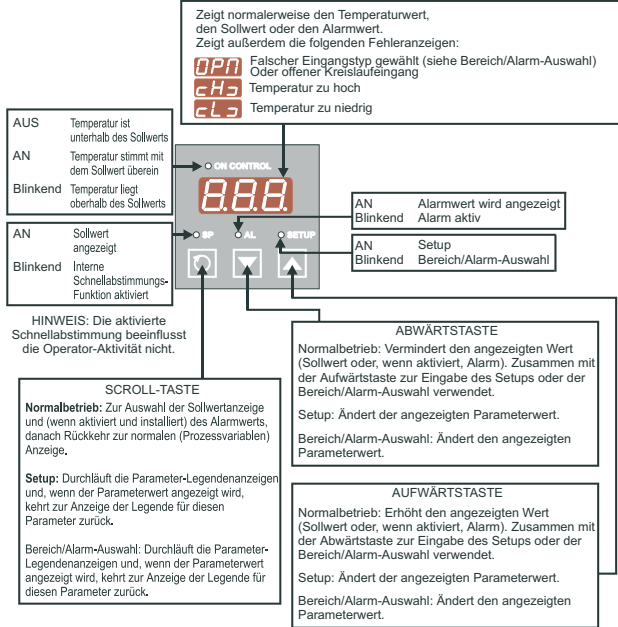 Zeigt normalerweise den Temperaturwert,
den Sollwert oder den Alarmwert.
Zeigt außerdem die folgenden Fehleranzeigen:
Falscher Eingangstyp gewählt (siehe Bereich/Alarm-Auswahl)
Oder offener Kreislaufeingang
Temperatur zu hoch
Temperatur zu niedrig
AUS Temperatur ist
unterhalb des Sollwerts
AN Temperatur stimmt mit
dem Sollwert überein
Blinkend Temperatur liegt
oberhalb des Sollwerts
ON CONTROL
8.8.8.
SP AL SETUP
AN Alarmwert wird angezeigt
Blinkend Alarm aktiv
AN Setup
Blinkend Bereich/Alarm-Auswahl
AN Sollwert
angezeigt
Blinkend Interne
Schnellabstimmungs-
Funktion aktiviert
HINWEIS: Die aktivierte
Schnellabstimmung beeinflusst
die Operator-Aktivität nicht.
SCROLL-TASTE
Normalbetrieb: Zur Auswahl der Sollwertanzeige
und (wenn aktiviert und installiert) des Alarmwerts,
danach Rückkehr zur normalen (Prozessvariablen)
Anzeige.
Setup: Durchläuft die Parameter-Legendenanzeigen
und, wenn der Parameterwert angezeigt wird,
kehrt zur Anzeige der Legende für diesen
Parameter zurück.
Bereich/Alarm-Auswahl: Durchläuft die Parameter-
Legendenanzeigen und, wenn der Parameterwert
angezeigt wird, kehrt zur Anzeige der Legende für
diesen Parameter zurück.
ABWÄRTSTASTE
Normalbetrieb: Vermindert den angezeigten Wert
(Sollwert oder, wenn aktiviert, Alarm). Zusammen mit
der Aufwärtstaste zur Eingabe des Setups oder der
Bereich/Alarm-Auswahl verwendet.
Setup: Ändert der angezeigten Parameterwert.
Bereich/Alarm-Auswahl: Ändert den angezeigten
Parameterwert.
AUFWÄRTSTASTE
Normalbetrieb: Erhöht den angezeigten Wert
(Sollwert oder, wenn aktiviert, Alarm). Zusammen mit
der Abwärtstaste zur Eingabe des Setups oder der
Bereich/Alarm-Auswahl verwendet.
Setup: Ändert der angezeigten Parameterwert.
Bereich/Alarm-Auswahl: Ändert den angezeigten
Parameterwert.